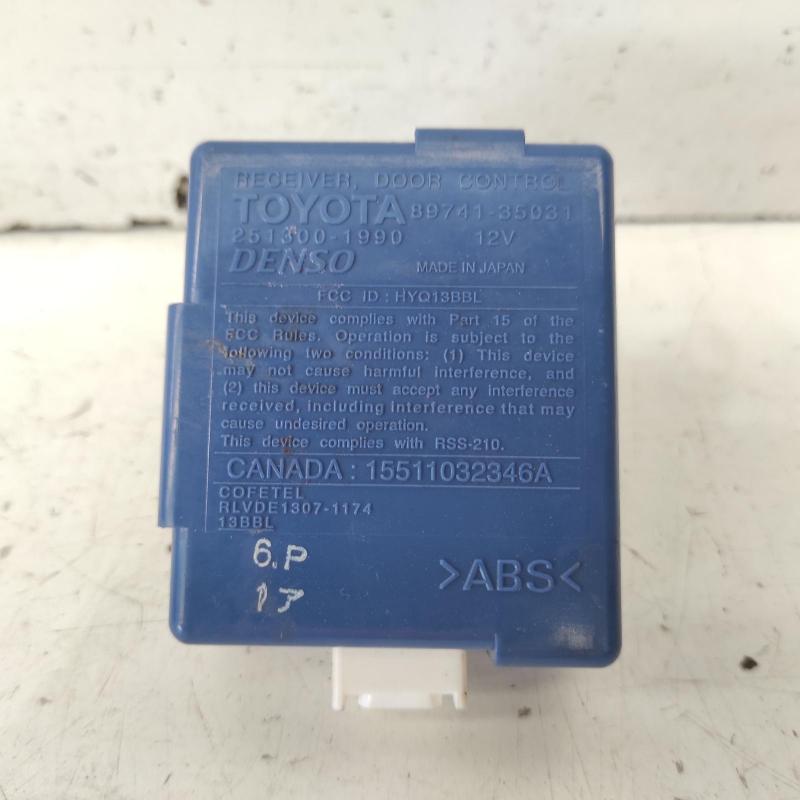 RECEIVER, DOOR CONTROL
TOYOTA 89741-35031
251300-1990 12V
DENSO MADE IN JAPAN
FCC ID : HYQ13BBL
This device complies with Part 15 of the
FCC Rules. Operation is subject to the
following two conditions: (1) This device
may not cause harmful interference, and
(2) this device must accept any interference
received, including interference that may
cause undesired operation.
This device complies with RSS-210.
CANADA : 15511032346A
COFETEL
RLVDE1307-1174
13BBL
6.P
17
>ABS<